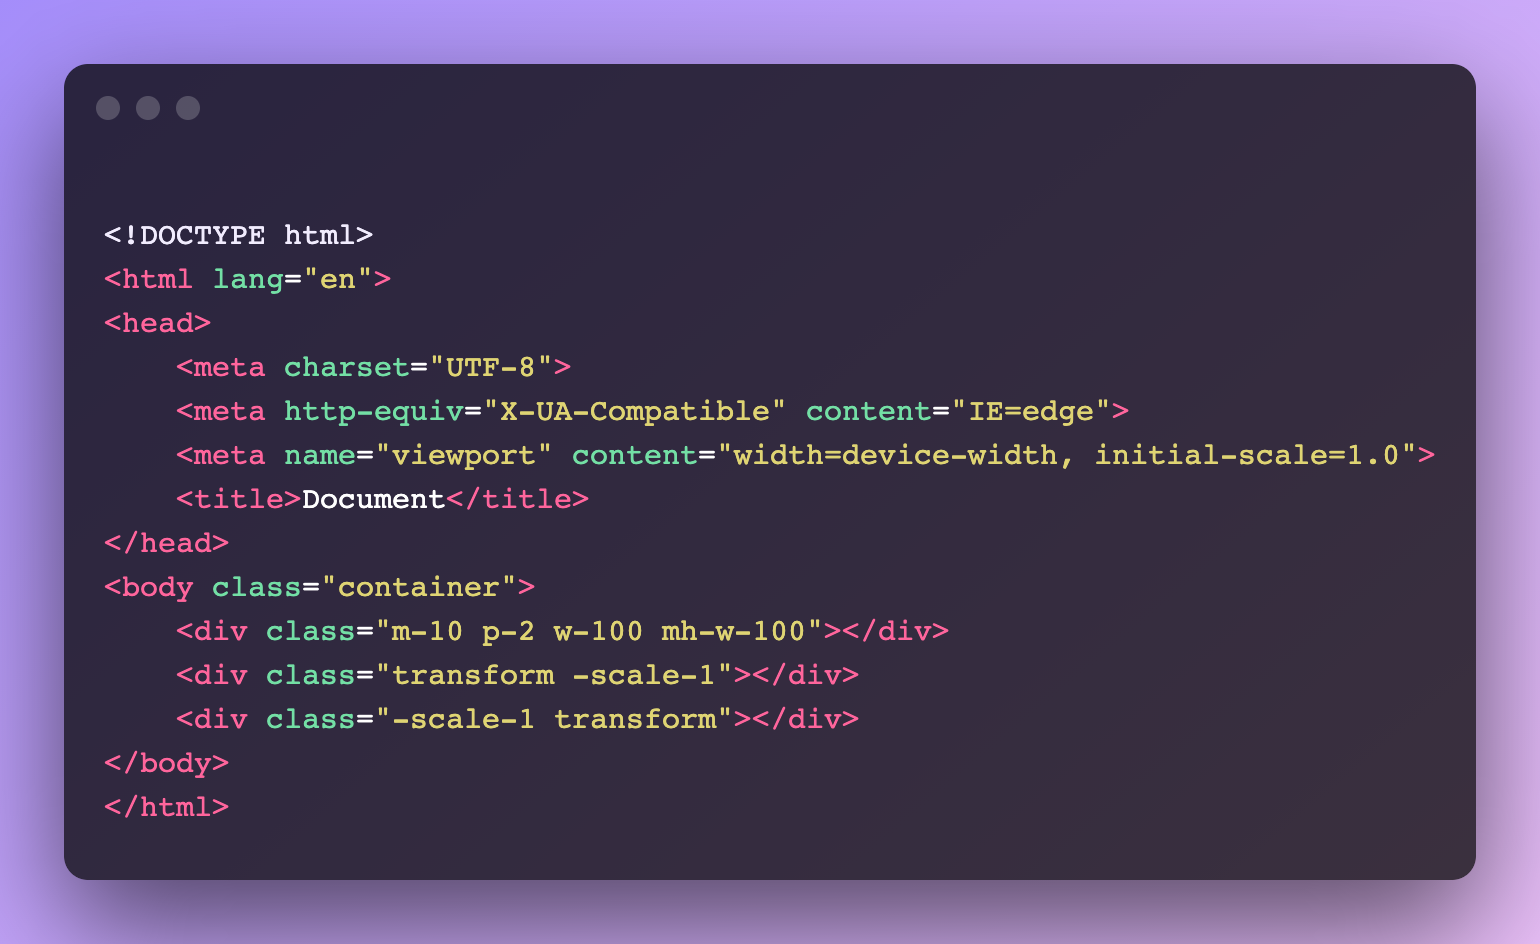 <!DOCTYPE html>
<html lang="en">
<head>
    <meta charset="UTF-8">
    <meta http-equiv="X-UA-Compatible" content="IE=edge">
    <meta name="viewport" content="width=device-width, initial-scale=1.0">
    <title>Document</title>
</head>
<body class="container">
    <div class="m-10 p-2 w-100 mh-w-100"></div>
    <div class="transform -scale-1"></div>
    <div class="-scale-1 transform"></div>
</body>
</html>